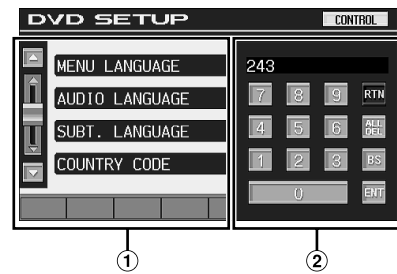 DVD SETUP
CONTROL
MENU LANGUAGE
AUDIO LANGUAGE
SUBT. LANGUAGE
COUNTRY CODE
243
7 8 9 RTN
4 5 6 ALL DEL
1 2 3 BS
0 ENT
① ②